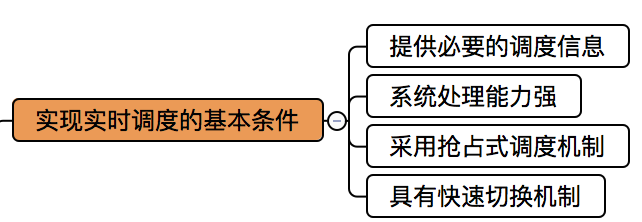 实现实时调度的基本条件
提供必要的调度信息
系统处理能力强
采用抢占式调度机制
具有快速切换机制